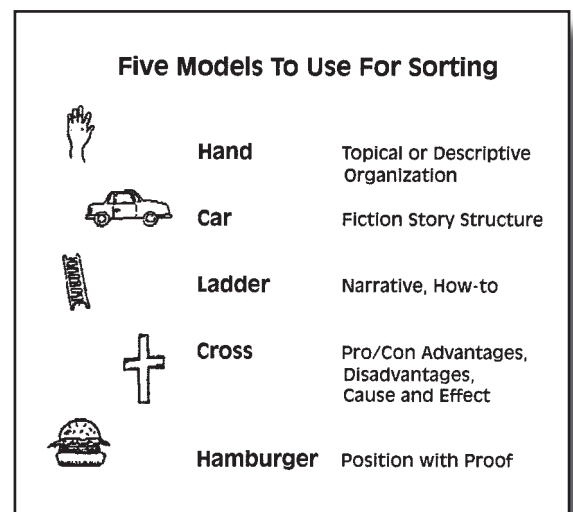 Five Models To Use For Sorting
Hand Topical or Descriptive
Organization
Car Fiction Story Structure
Ladder Narrative, How-to
Cross Pro/Con Advantages,
Disadvantages,
Cause and Effect
Hamburger Position with Proof